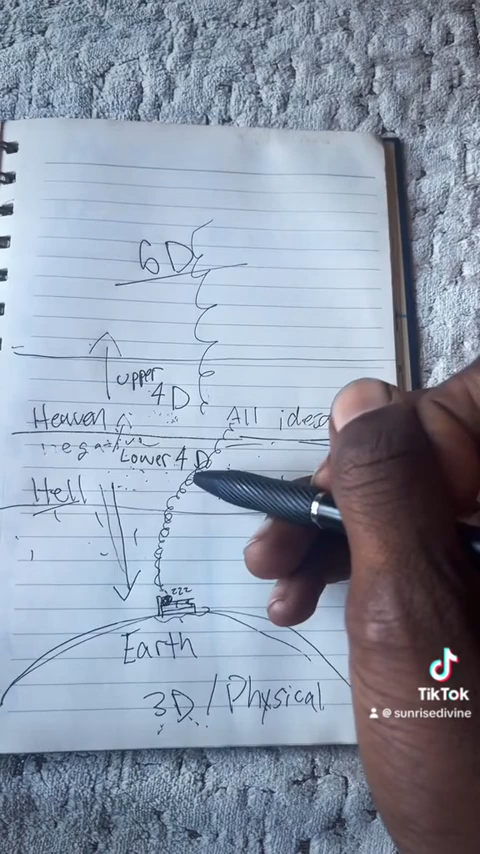 6D
upper
4D
Heaven
All ideas
negative
Lower 4D
Hell
zzz
Earth
3D / Physical
TikTok
@ sunrisedivine